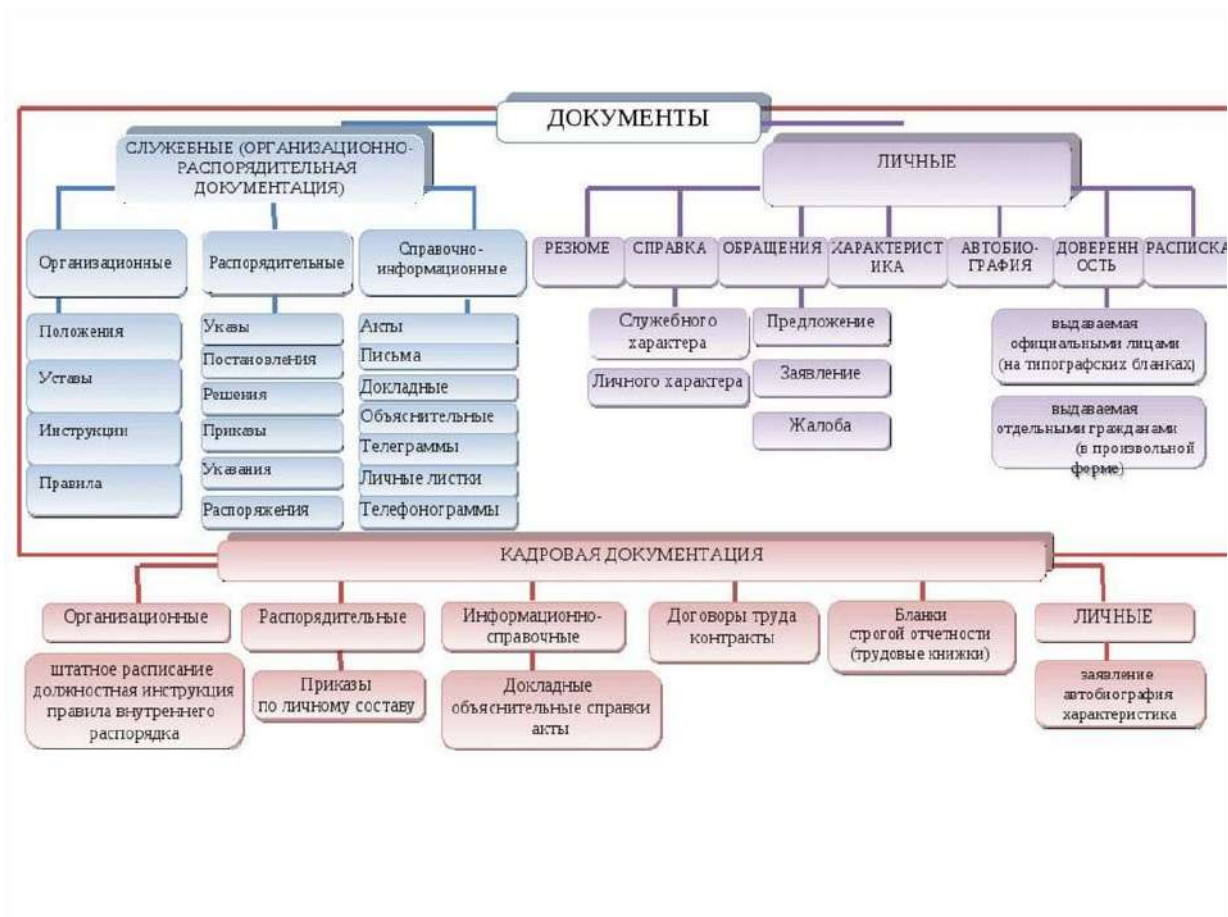 ДОКУМЕНТЫ
СЛУЖЕБНЫЕ (ОРГАНИЗАЦИОННО-
РАСПОРЯДИТЕЛЬНАЯ
ДОКУМЕНТАЦИЯ)
ЛИЧНЫЕ
Организационные
Распорядительные
Справочно-
информационные
Положения
Уставы
Инструкции
Правила
Указы
Постановления
Решения
Приказы
Указания
Распоряжения
Акты
Письма
Докладные
Объяснительные
Телеграммы
Личные листки
Телефонограммы
РЕЗЮМЕ
СПРАВКА
ОБРАЩЕНИЯ
ХАРАКТЕРИСТ
ИКА
АВТОБИО-
ГРАФИЯ
ДОВЕРЕНН
ОСТЬ
РАСПИСКА
Служебного
характера
Личного характера
Предложение
Заявление
Жалоба
выдаваемая
официальными лицами
(на типографских бланках)
выдаваемая
отдельными гражданами
(в произвольной
форме)
КАДРОВАЯ ДОКУМЕНТАЦИЯ
Организационные
штатное расписание
должностная инструкция
правила внутреннего
распорядка
Распорядительные
Приказы
по личному составу
Информационно-
справочные
Докладные
объяснительные справки
акты
Договоры труда
контракты
Бланки
строгой отчетности
(трудовые книжки)
ЛИЧНЫЕ
заявление
автобиография
характеристика